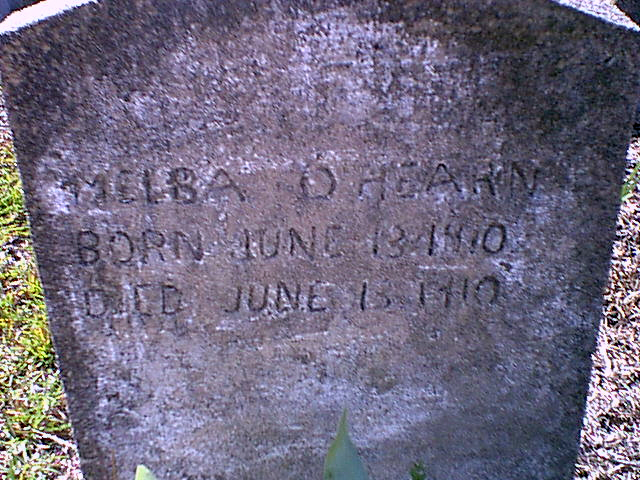 MELBA O HEARN
BORN JUNE 13 1910
DIED JUNE 13 1910